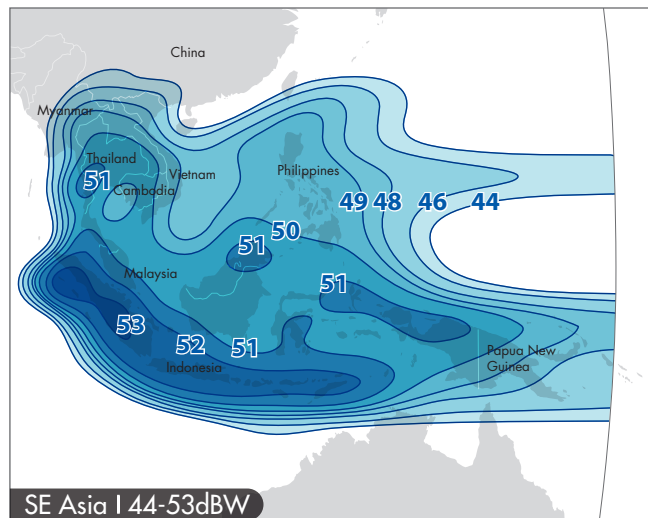 China
Myanmar
Thailand
51
Cambodia
Vietnam
Philippines
49 48 46 44
50
51
Malaysia
51
53
52
51
Indonesia
Papua New
Guinea
SE Asia I 44-53dBW